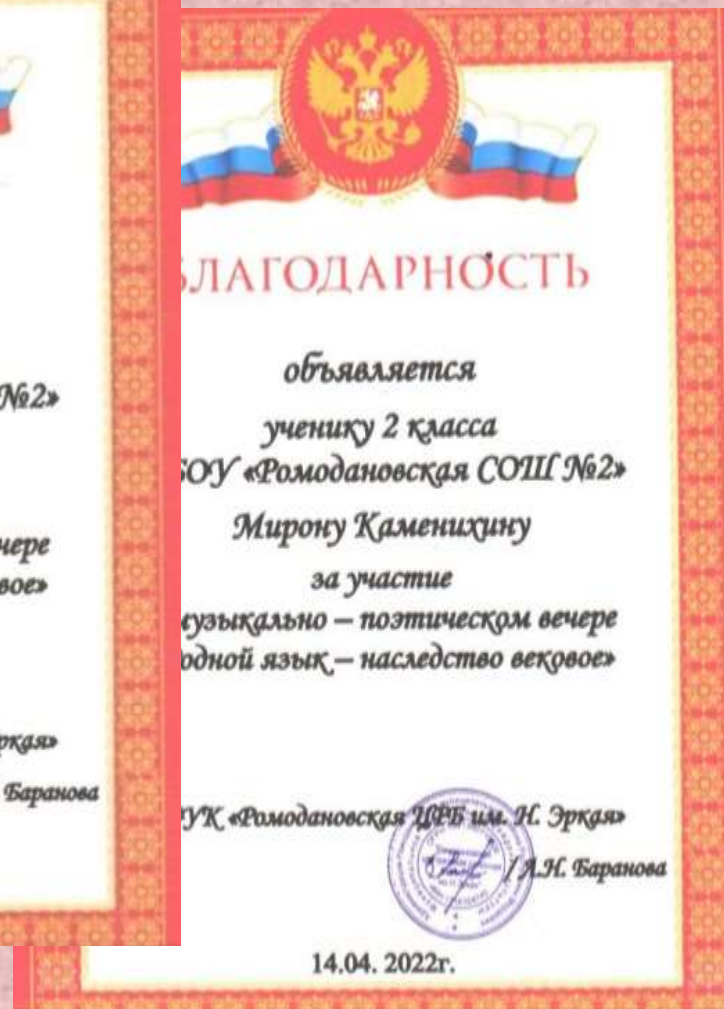 №2»
чере
вое»
ркая»
Баранова
ЛАГОДАРНОСТЬ
объявляется
ученику 2 класса
БОУ «Ромодановская СОШ №2»
Мирону Каменихину
за участие
музыкально – поэтическом вечере
одной язык – наследство вековое»
УК «Ромодановская ЦРБ им. Н. Эркая»
/ Л.Н. Баранова
14.04. 2022г.